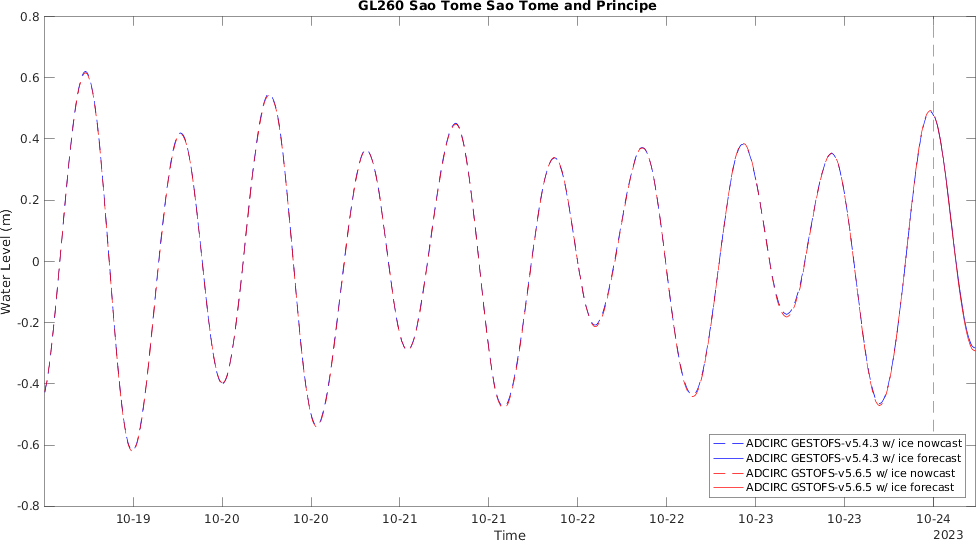 GL260 Sao Tome Sao Tome and Principe
0.8
0.6
0.4
0.2
0
-0.2
-0.4
-0.6
-0.8
Water Level (m)
ADCIRC GESTOFS-v5.4.3 w/ ice nowcast
ADCIRC GESTOFS-v5.4.3 w/ ice forecast
ADCIRC GSTOFS-v5.6.5 w/ ice nowcast
ADCIRC GSTOFS-v5.6.5 w/ ice forecast
10-19 10-20 10-20 10-21 10-21 10-22 10-22 10-23 10-23 10-24
Time 2023